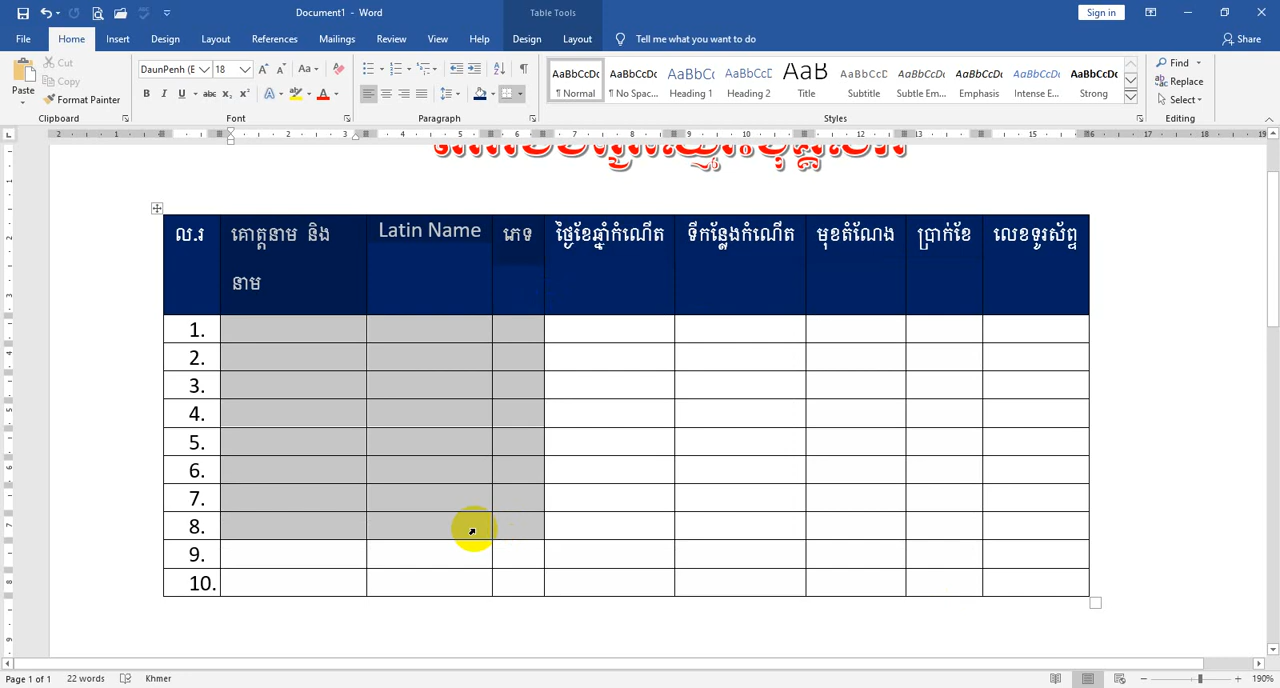 Document1 - Word
Table Tools
Sign in
File
Home
Insert
Design
Layout
References
Mailings
Review
View
Help
Design
Layout
Tell me what you want to do
Share
Paste
Cut
Copy
Format Painter
Clipboard
DaunPenh (E
18
Font
Paragraph
AaBbCcDc
¶ Normal
AaBbCcDc
¶ No Spac...
AaBbCc
Heading 1
AaBbCcD
Heading 2
AaB
Title
AaBbCcD
Subtitle
AaBbCcDc
Subtle Em...
AaBbCcDc
Emphasis
AaBbCcDc
Intense E...
AaBbCcDc
Strong
Styles
Find
Replace
Select
Editing
ល.រ
គោត្តនាម និង
នាម
Latin Name
ភេទ
ថ្ងៃខែឆ្នាំកំណើត
ទីកន្លែងកំណើត
មុខតំណែង
ប្រាក់ខែ
លេខទូរស័ព្ទ
1.
2.
3.
4.
5.
6.
7.
8.
9.
10.
Page 1 of 1
22 words
Khmer
190%